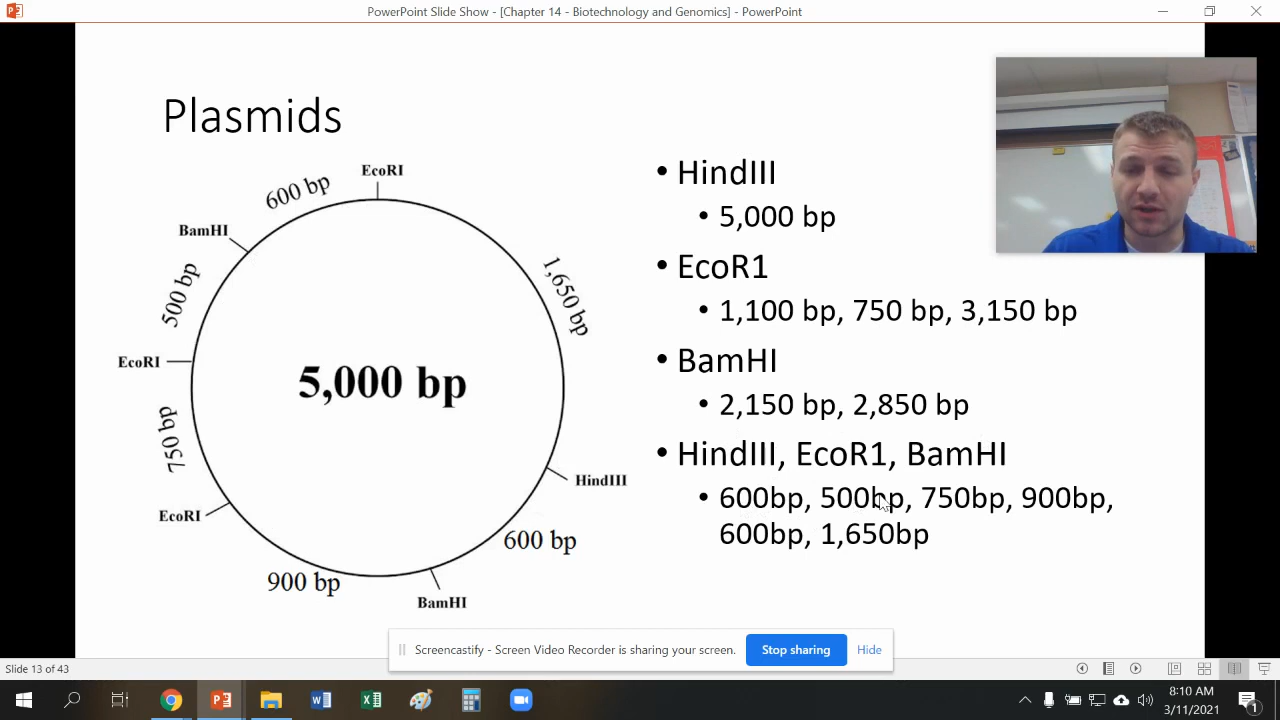 PowerPoint Slide Show - [Chapter 14 - Biotechnology and Genomics] - PowerPoint
Plasmids
EcoRI
600 bp
BamHI
500 bp
1,650 bp
EcoRI
5,000 bp
750 bp
HindIII
EcoRI
600 bp
900 bp
BamHI
• HindIII
• 5,000 bp
• EcoR1
• 1,100 bp, 750 bp, 3,150 bp
• BamHI
• 2,150 bp, 2,850 bp
• HindIII, EcoR1, BamHI
• 600bp, 500bp, 750bp, 900bp,
600bp, 1,650bp
Screencastify - Screen Video Recorder is sharing your screen.
Stop sharing
Hide
Slide 13 of 43
8:10 AM
3/11/2021
1